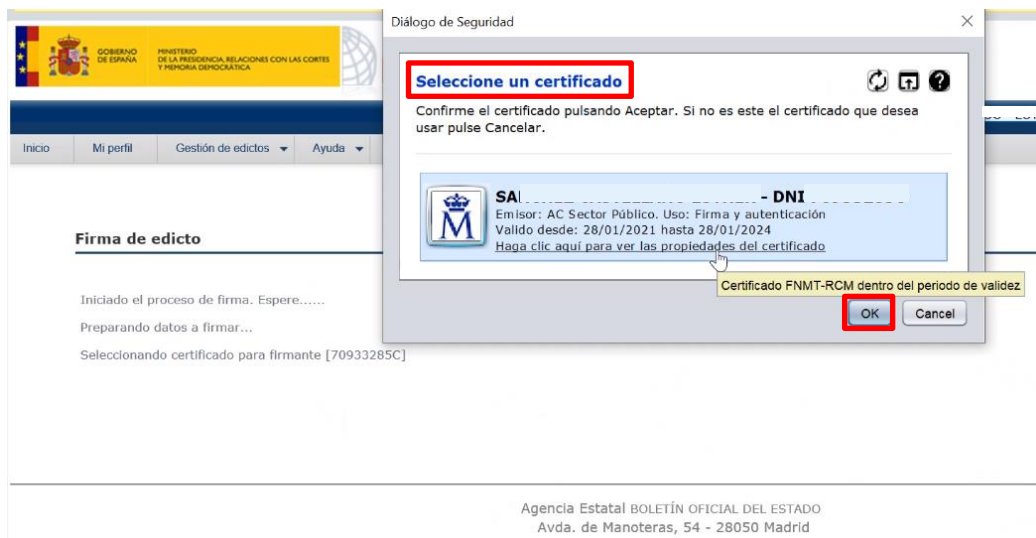 Diálogo de Seguridad
GOBIERNO
DE ESPAÑA
MINISTERIO
DE LA PRESIDENCIA, RELACIONES CON LAS CORTES
Y MEMORIA DEMOCRÁTICA
Seleccione un certificado
Confirme el certificado pulsando Aceptar. Si no es este el certificado que desea
usar pulse Cancelar.
Inicio Mi perfil Gestión de edictos Ayuda
- DNI
Emisor: AC Sector Público. Uso: Firma y autenticación
Valido desde: 28/01/2021 hasta 28/01/2024
Haga clic aquí para ver las propiedades del certificado
Certificado FNMT-RCM dentro del periodo de validez
OK Cancel
Firma de edicto
Iniciado el proceso de firma. Espere......
Preparando datos a firmar...
Seleccionando certificado para firmante [70933285C]
Agencia Estatal BOLETÍN OFICIAL DEL ESTADO
Avda. de Manoteras, 54 - 28050 Madrid